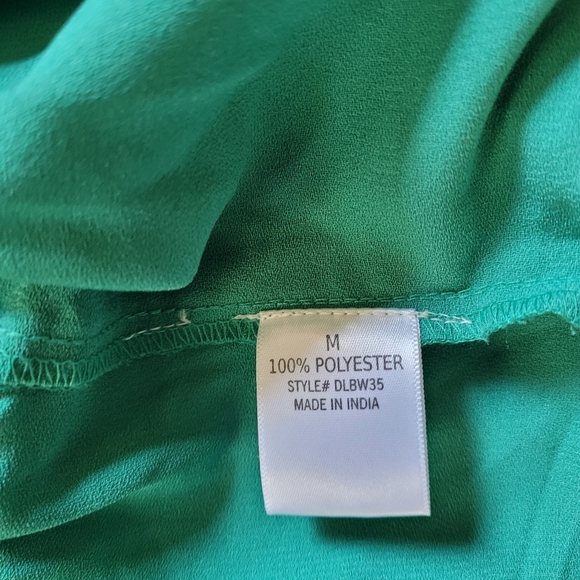 M
100% POLYESTER
STYLE# DLBW35
MADE IN INDIA